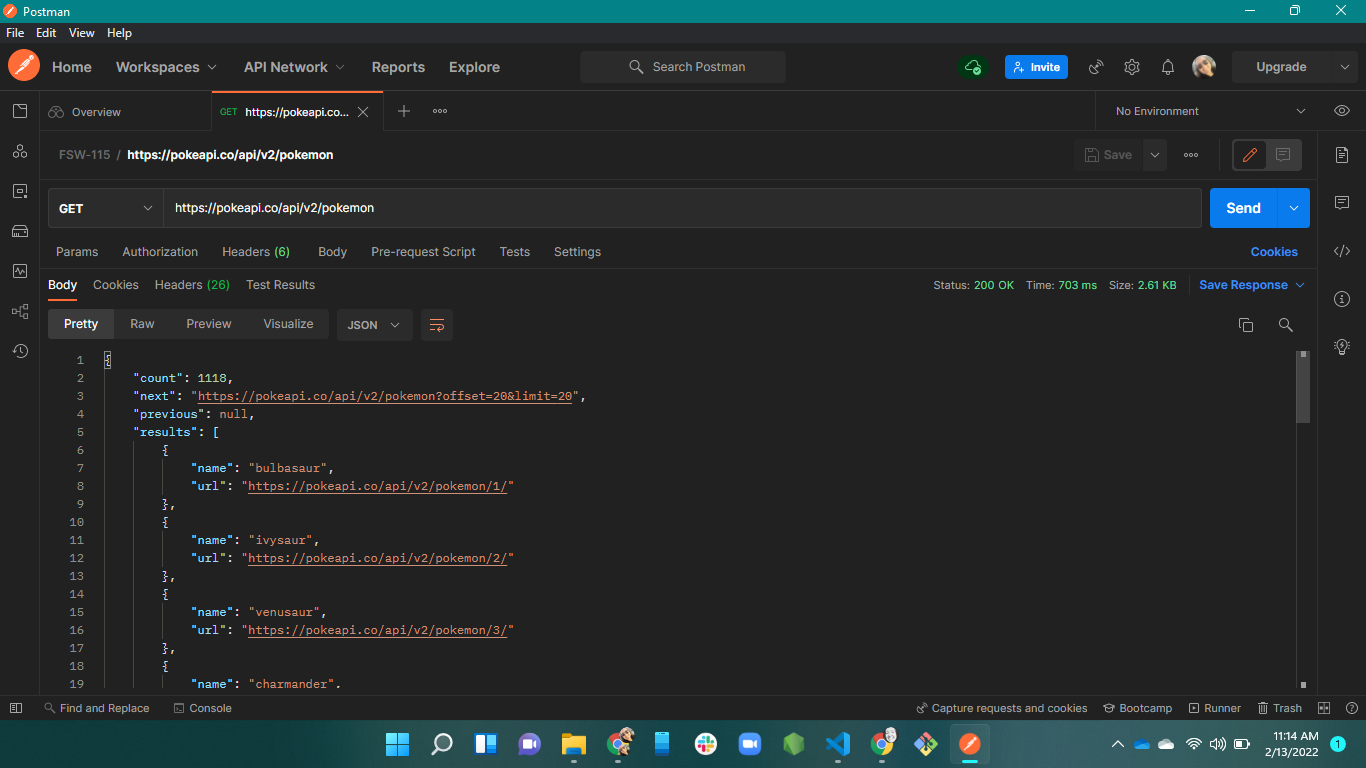 Postman
File Edit View Help
Home Workspaces API Network Reports Explore Search Postman Invite Upgrade
Overview GET https://pokeapi.co... No Environment
FSW-115 / https://pokeapi.co/api/v2/pokemon Save
GET https://pokeapi.co/api/v2/pokemon Send
Params Authorization Headers (6) Body Pre-request Script Tests Settings Cookies
Body Cookies Headers (26) Test Results Status: 200 OK Time: 703 ms Size: 2.61 KB Save Response
Pretty Raw Preview Visualize JSON
1 {
2 "count": 1118,
3 "next": "https://pokeapi.co/api/v2/pokemon?offset=20&limit=20",
4 "previous": null,
5 "results": [
6 {
7 "name": "bulbasaur",
8 "url": "https://pokeapi.co/api/v2/pokemon/1/"
9 },
10 {
11 "name": "ivysaur",
12 "url": "https://pokeapi.co/api/v2/pokemon/2/"
13 },
14 {
15 "name": "venusaur",
16 "url": "https://pokeapi.co/api/v2/pokemon/3/"
17 },
18 {
19 "name": "charmander",
Find and Replace Console Capture requests and cookies Bootcamp Runner Trash
11:14 AM
2/13/2022 1